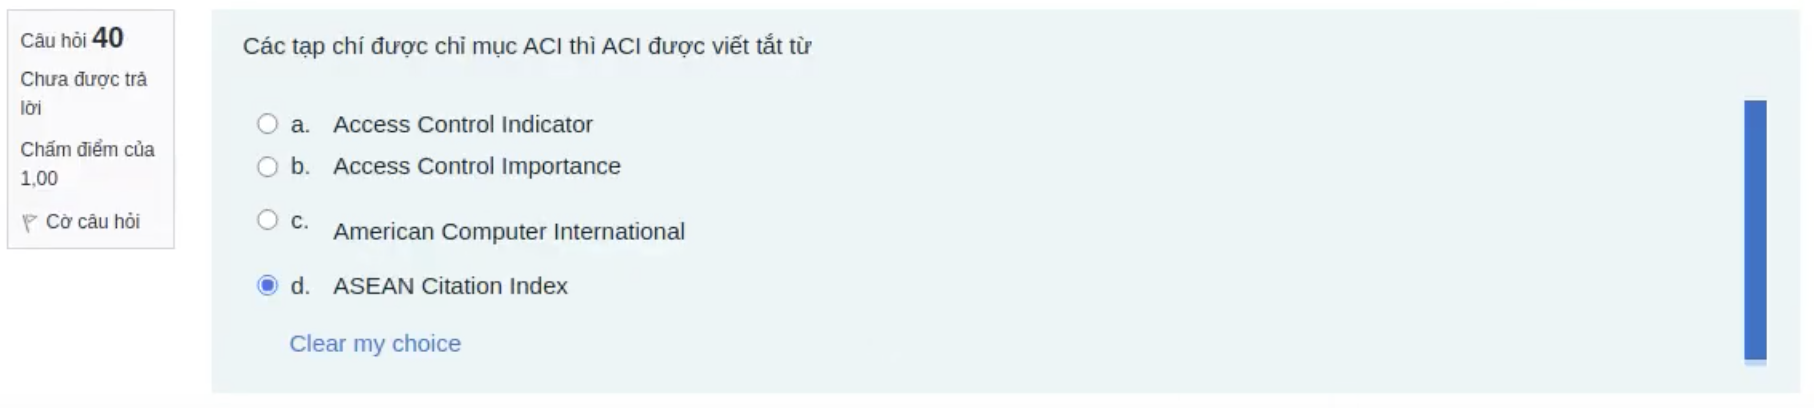 Câu hỏi 40
Chưa được trả
lời
Chấm điểm của
1,00
Cờ câu hỏi
Các tạp chí được chỉ mục ACI thì ACI được viết tắt từ
a. Access Control Indicator
b. Access Control Importance
c. American Computer International
d. ASEAN Citation Index
Clear my choice